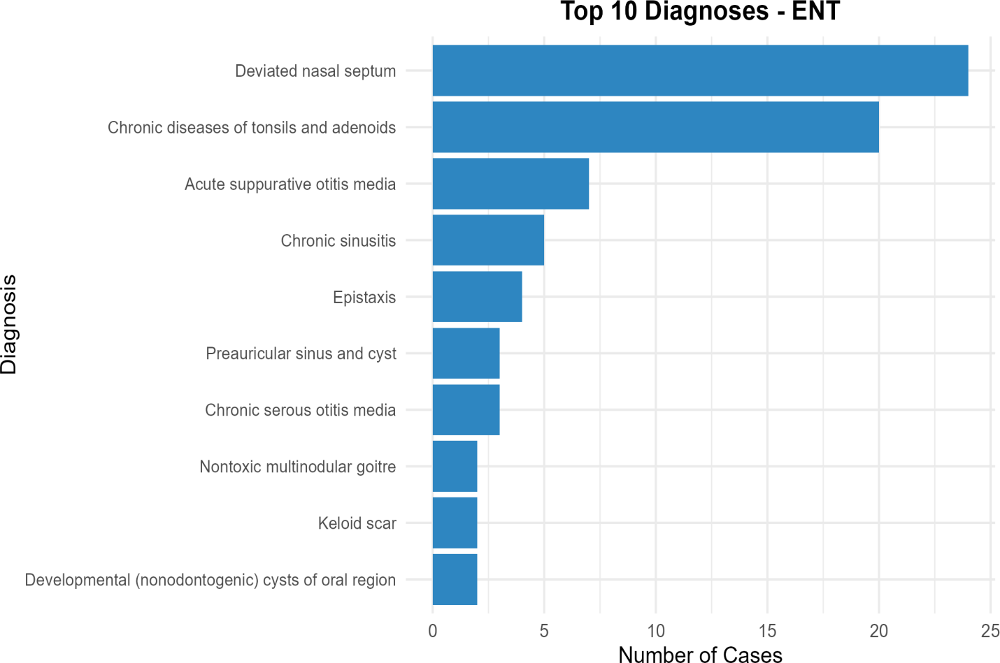 Top 10 Diagnoses - ENT
Diagnosis
Deviated nasal septum
Chronic diseases of tonsils and adenoids
Acute suppurative otitis media
Chronic sinusitis
Epistaxis
Preauricular sinus and cyst
Chronic serous otitis media
Nontoxic multinodular goitre
Keloid scar
Developmental (nonodontogenic) cysts of oral region
0 5 10 15 20 25
Number of Cases